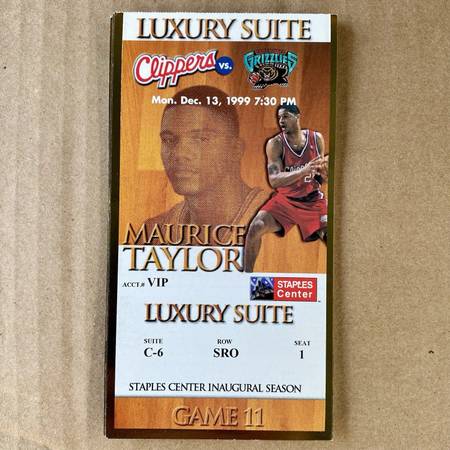 LUXURY SUITE
Clippers vs. GRIZZLIES
Mon. Dec. 13, 1999 7:30 PM
MAURICE
TAYLOR
ACCT.# VIP
STAPLES
Center
LUXURY SUITE
SUITE ROW SEAT
C-6 SRO 1
STAPLES CENTER INAUGURAL SEASON
GAME 11